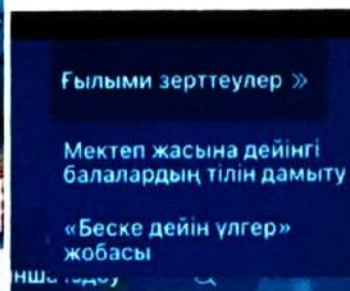 Ғылыми зерттеулер »
Мектеп жасына дейінгі
балалардың тілін дамыту
«Беске дейін үлгер»
жобасы